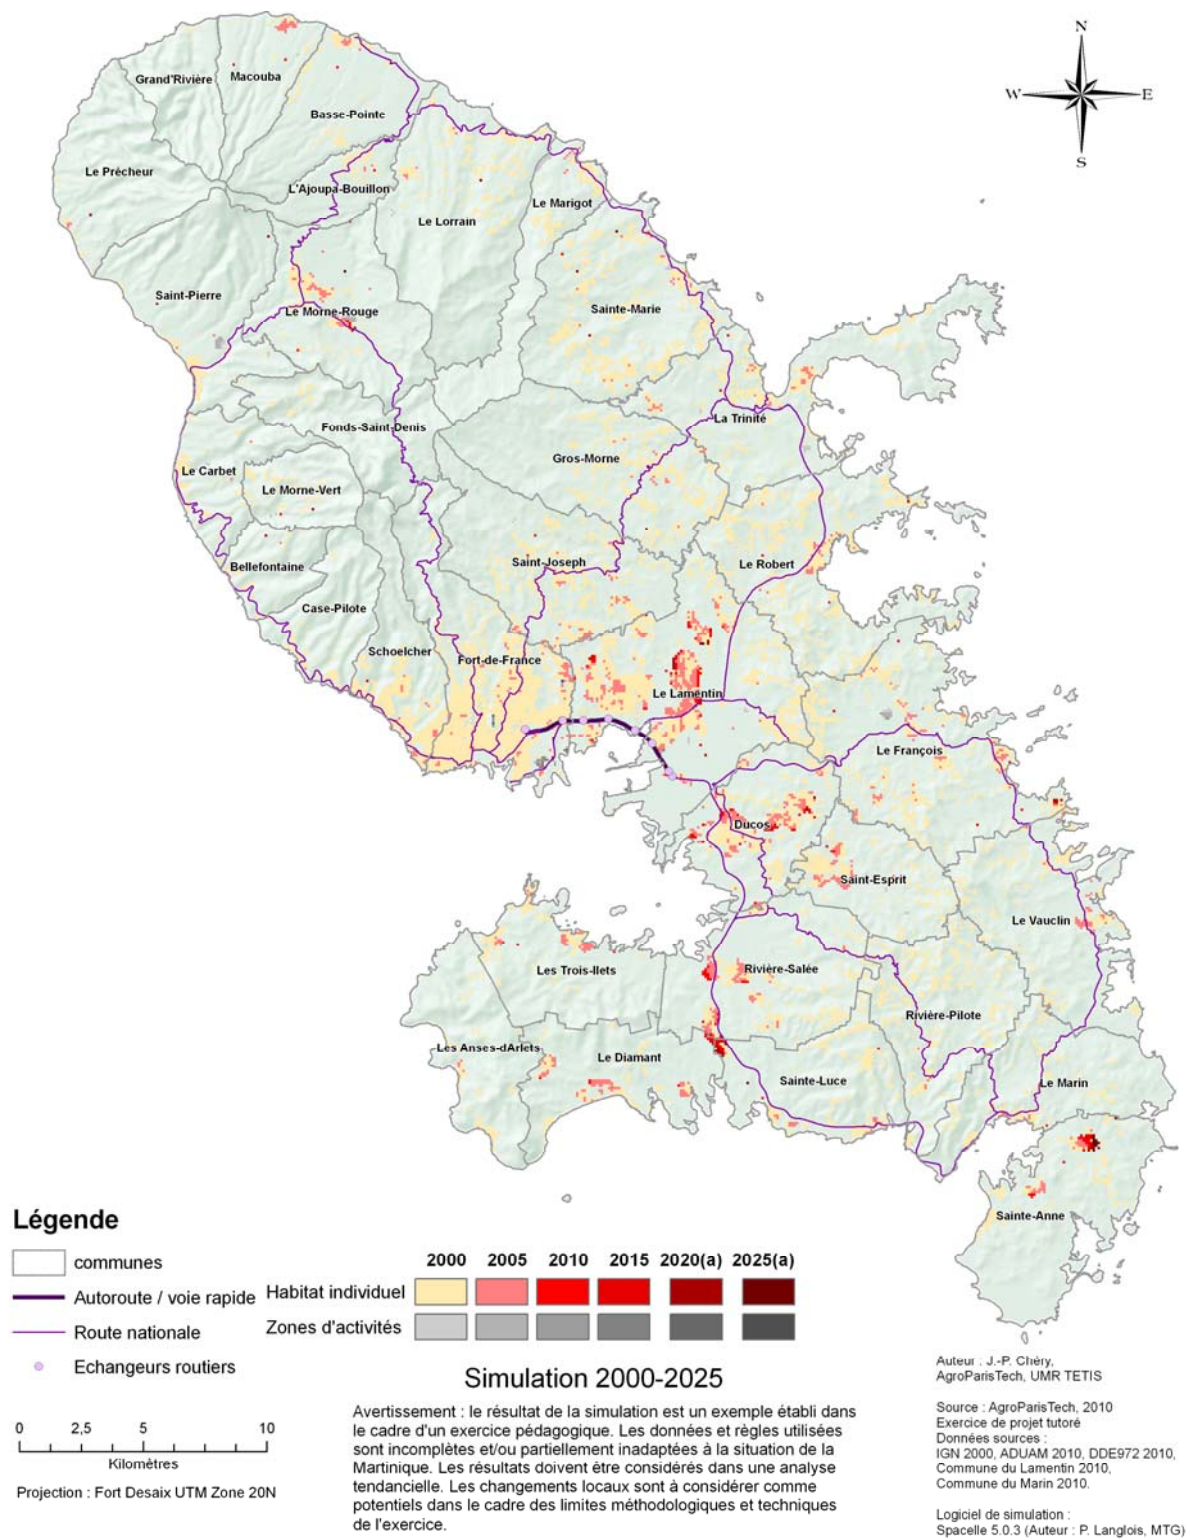 N
W E
S
Grand'Rivière
Macouba
Basse-Pointe
Le Prêcheur
L'Ajoupa-Bouillon
Le Marigot
Le Lorrain
Saint-Pierre
Le Morne-Rouge
Sainte-Marie
La Trinité
Fonds-Saint-Denis
Gros-Morne
Le Carbet
Le Morne-Vert
Saint-Joseph
Le Robert
Bellefontaine
Case-Pilote
Schoelcher
Fort-de-France
Le Lamentin
Le François
Ducos
Saint-Esprit
Le Vauclin
Les Trois-Ilets
Rivière-Salée
Rivière-Pilote
Les Anses-d'Arlets
Le Diamant
Sainte-Luce
Le Marin
Sainte-Anne
Légende
communes
Autoroute / voie rapide
Route nationale
Echangeurs routiers
2000 2005 2010 2015 2020(a) 2025(a)
Habitat individuel
Zones d'activités
0 2,5 5 10
Kilomètres
Projection : Fort Desaix UTM Zone 20N
Simulation 2000-2025
Avertissement : le résultat de la simulation est un exemple établi dans
le cadre d'un exercice pédagogique. Les données et règles utilisées
sont incomplètes et/ou partiellement inadaptées à la situation de la
Martinique. Les résultats doivent être considérés dans une analyse
tendancielle. Les changements locaux sont à considérer comme
potentiels dans le cadre des limites méthodologiques et techniques
de l'exercice.
Auteur : J.-P. Chéry,
AgroParisTech, UMR TETIS
Source : AgroParisTech, 2010
Exercice de projet tutoré
Données sources :
IGN 2000, ADUAM 2010, DDE972 2010,
Commune du Lamentin 2010,
Commune du Marin 2010.
Logiciel de simulation :
Spacelle 5.0.3 (Auteur : P. Langlois, MTG)